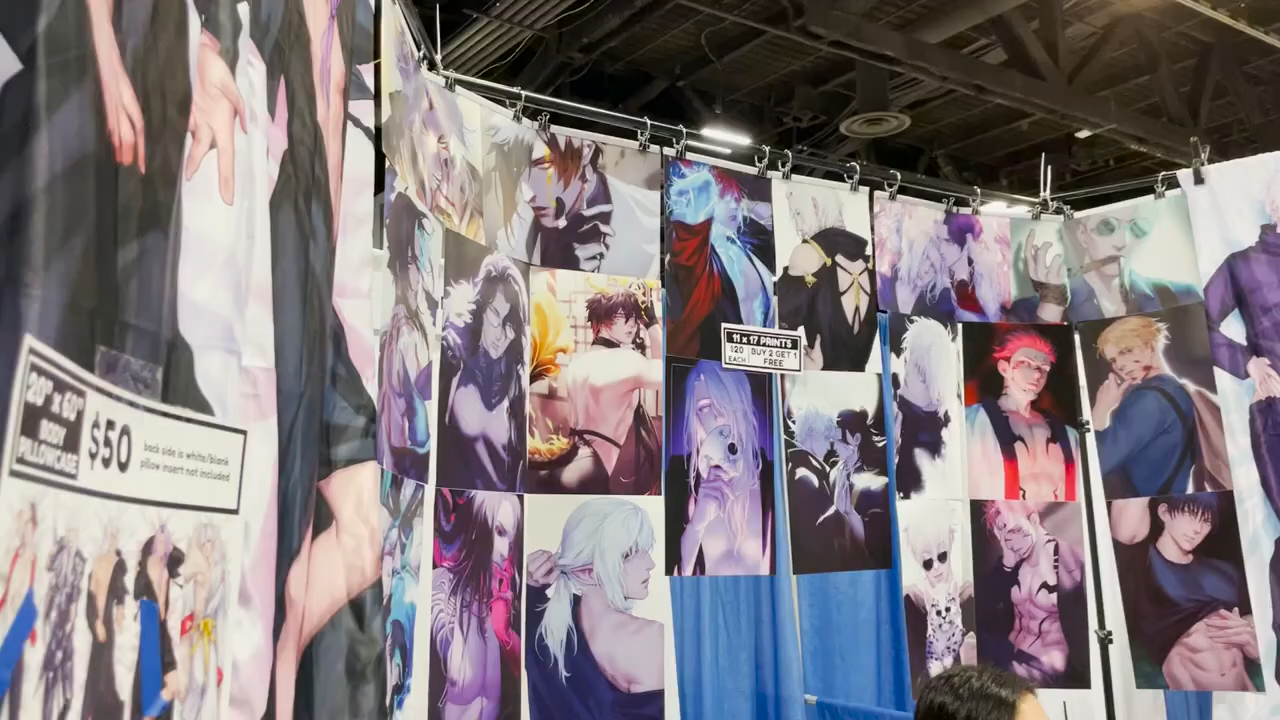 20" x 60"
BODY
PILLOWCASE
$50
back side is white/blank
pillow insert not included
11 x 17 PRINTS
$20
EACH
BUY 2 GET 1
FREE